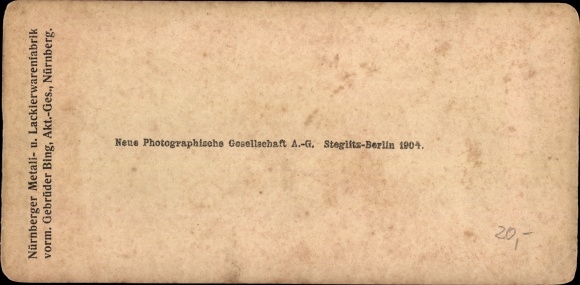 Nürnberger Metall- u. Lackierwarenfabrik
vorm. Gebrüder Bing, Akt.-Ges., Nürnberg.
Neue Photographische Gesellschaft A.-G. Steglitz-Berlin 1904.
20,-